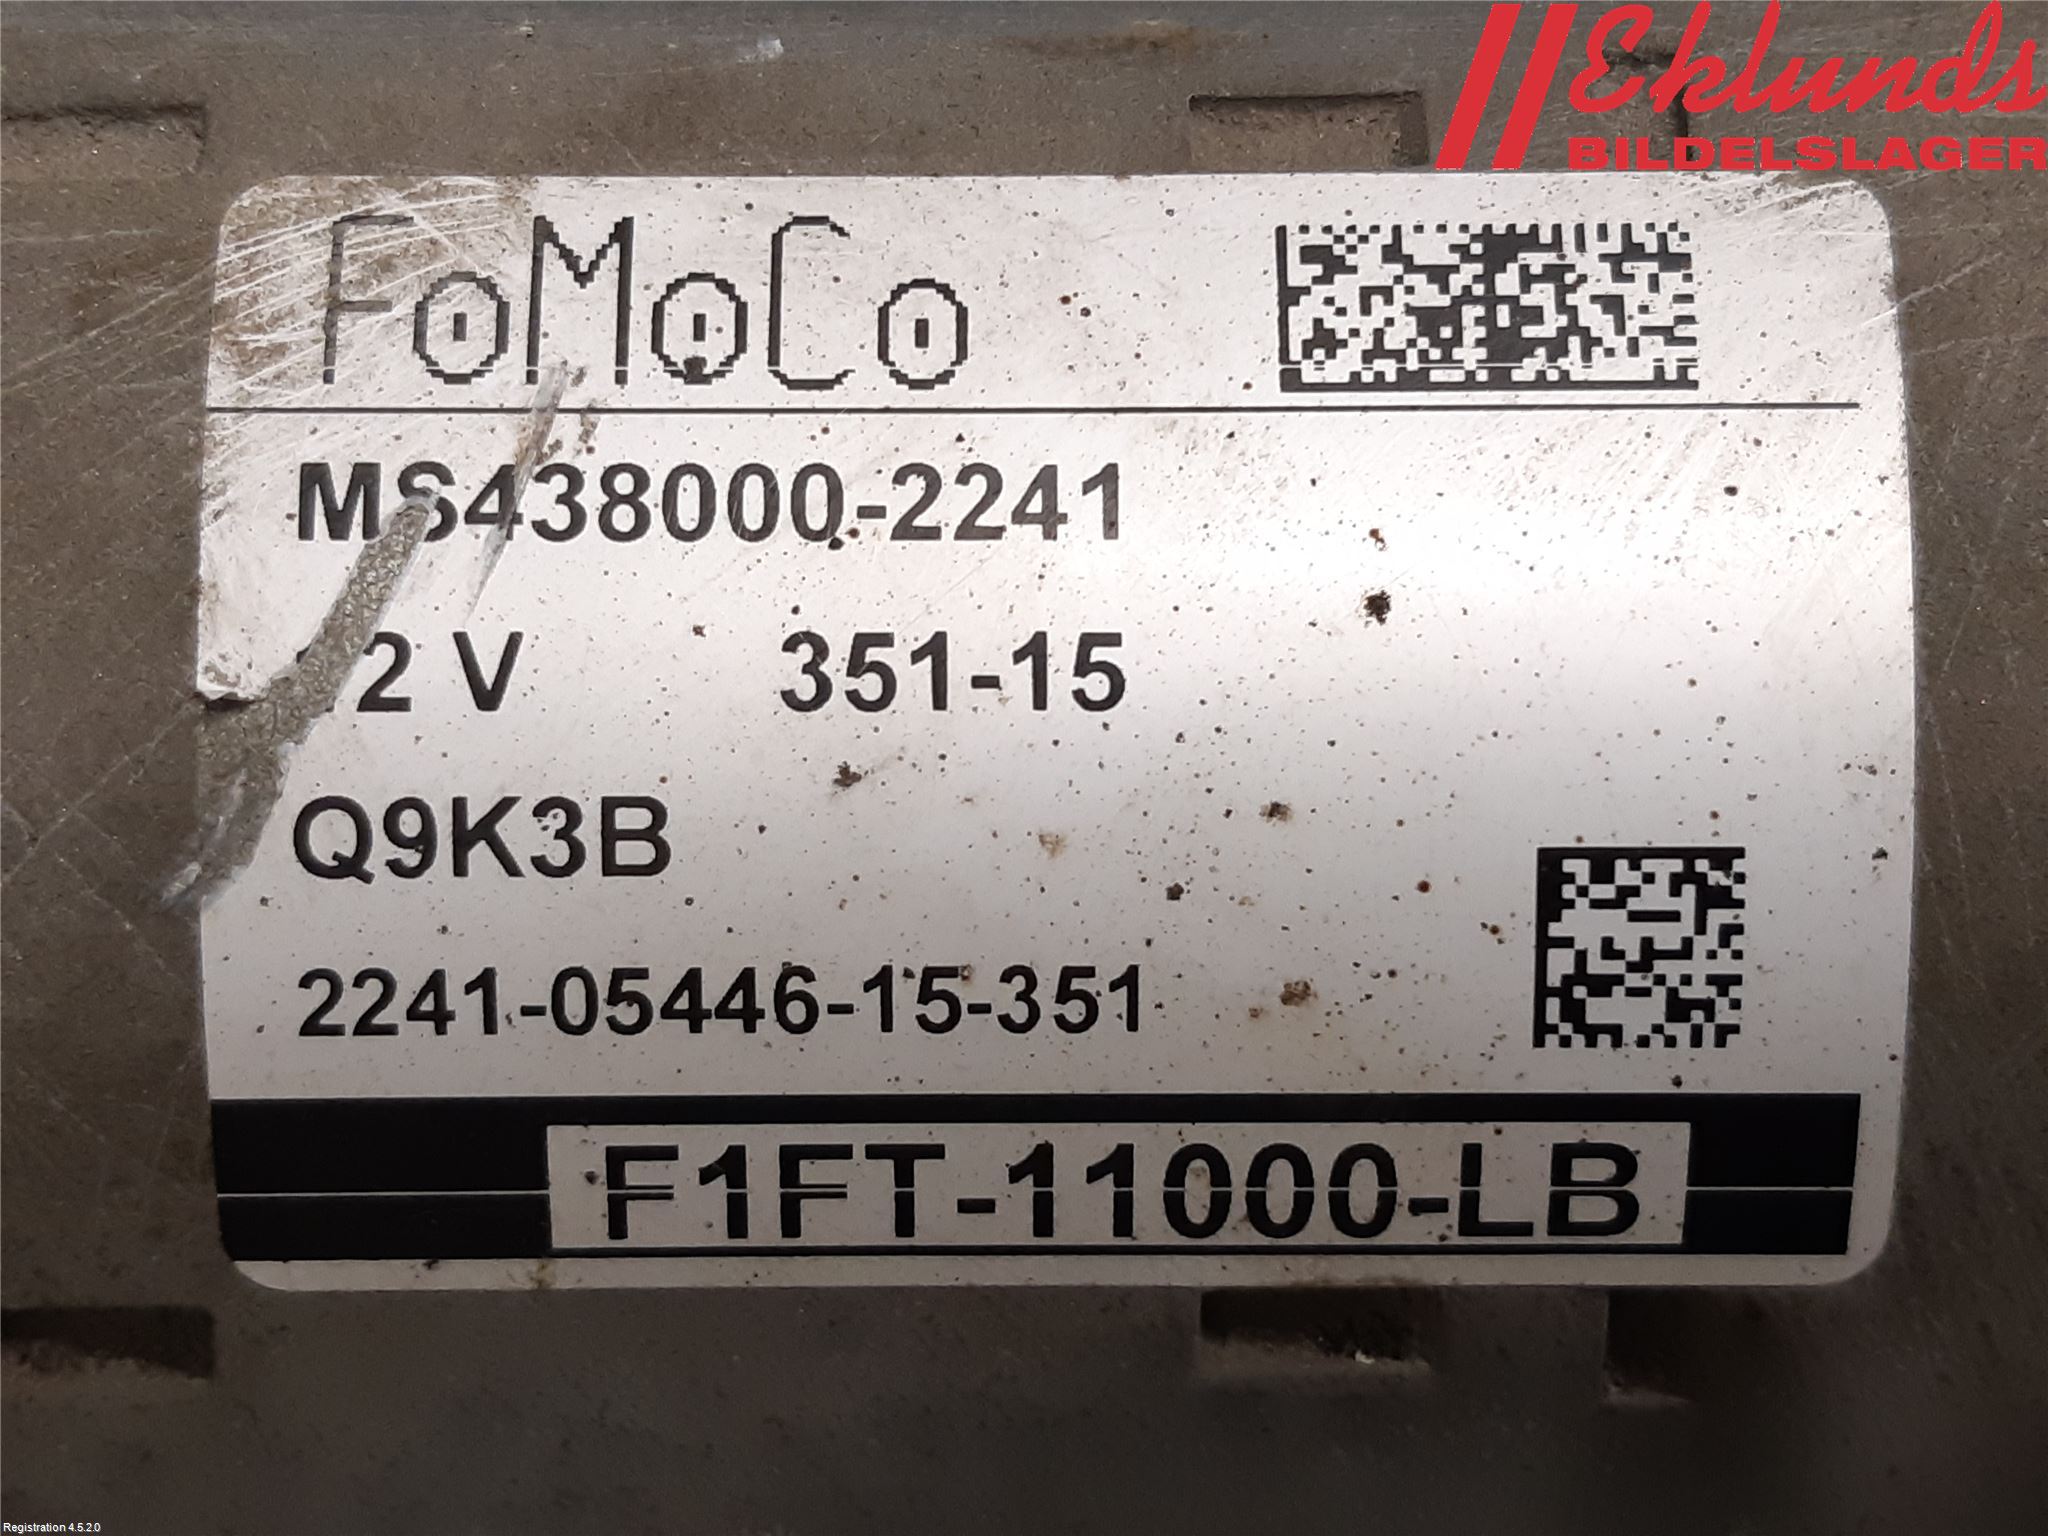 Eklunds
BILDELSLAGER
FoMoCo
MS438000-2241
2 V 351-15
Q9K3B
2241-05446-15-351
F1FT-11000-LB
Registration 4.5.2.0